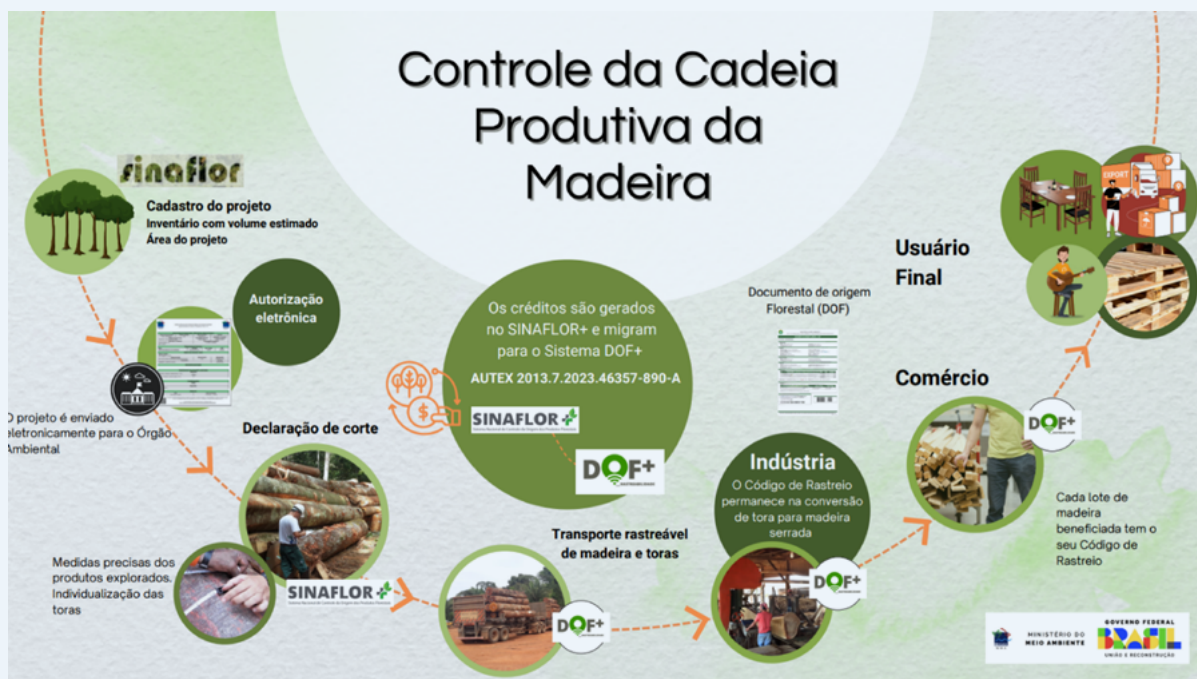 Controle da Cadeia
Produtiva da
Madeira
sinaflor
Cadastro do projeto
Inventário com volume estimado
Área do projeto
Autorização
eletrônica
O projeto é enviado
eletronicamente para o Órgão
Ambiental
Declaração de corte
Medidas precisas dos
produtos explorados.
Individualização das
toras
SINAFLOR+
Os créditos são gerados
no SINAFLOR+ e migram
para o Sistema DOF+
AUTEX 2013.7.2023.46357-890-A
SINAFLOR+
DOF+
Transporte rastreável
de madeira e toras
DOF+
Documento de origem
Florestal (DOF)
Indústria
O Código de Rastreio
permanece na conversão
de tora para madeira
serrada
DOF+
Comércio
DOF+
Cada lote de
madeira
beneficiada tem o
seu Código de
Rastreio
Usuário
Final
EXPORT
MINISTÉRIO DO
MEIO AMBIENTE
GOVERNO FEDERAL
BRASIL
UNIÃO E RECONSTRUÇÃO